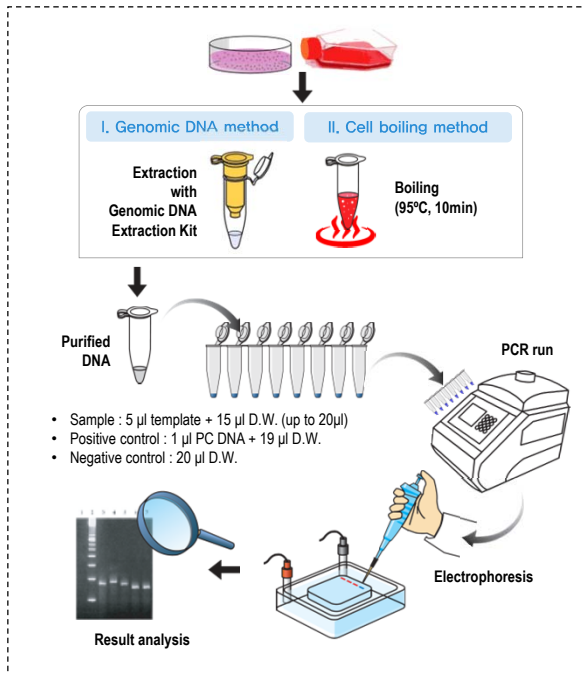 I. Genomic DNA method
II. Cell boiling method
Extraction
with
Genomic DNA
Extraction Kit
Boiling
(95ºC, 10min)
Purified
DNA
PCR run
• Sample : 5 µl template + 15 µl D.W. (up to 20µl)
• Positive control : 1 µl PC DNA + 19 µl D.W.
• Negative control : 20 µl D.W.
Electrophoresis
Result analysis